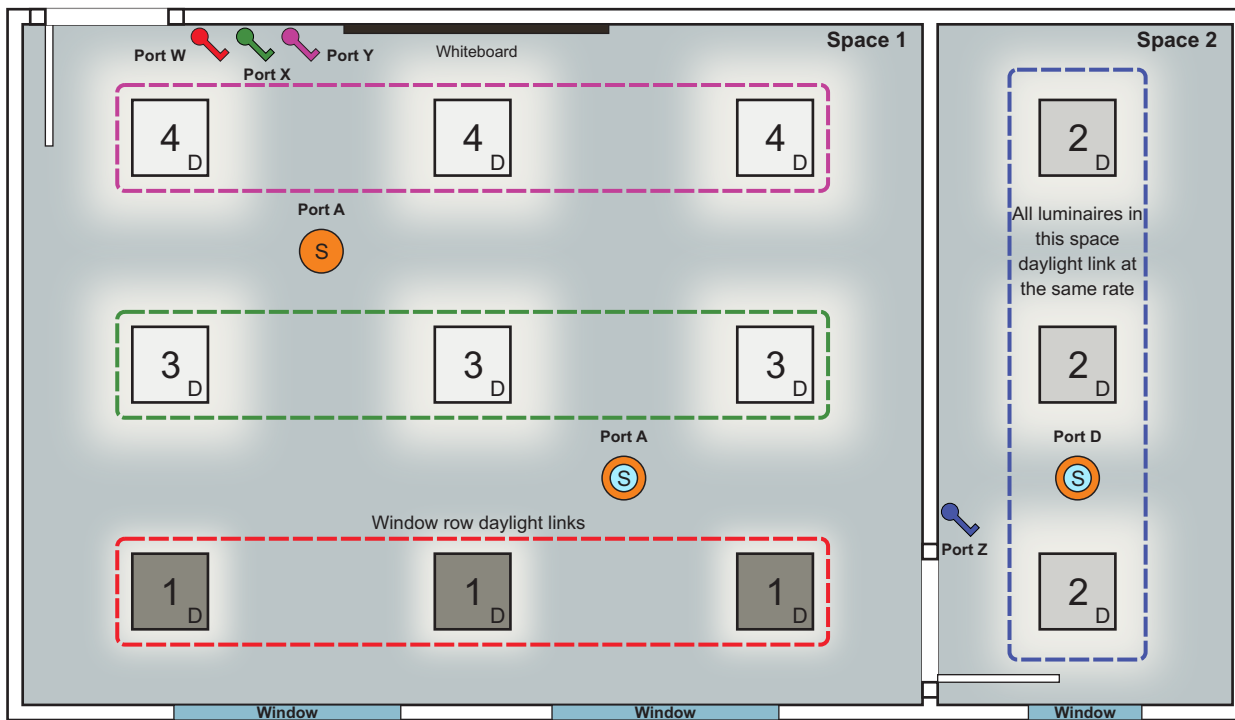 Port W
Port X
Port Y
Whiteboard
Space 1
Space 2
4 D
4 D
4 D
2 D
Port A
S
All luminaires in
this space
daylight link at
the same rate
3 D
3 D
3 D
2 D
Port A
S
Port D
S
Window row daylight links
Port Z
1 D
1 D
1 D
2 D
Window
Window
Window